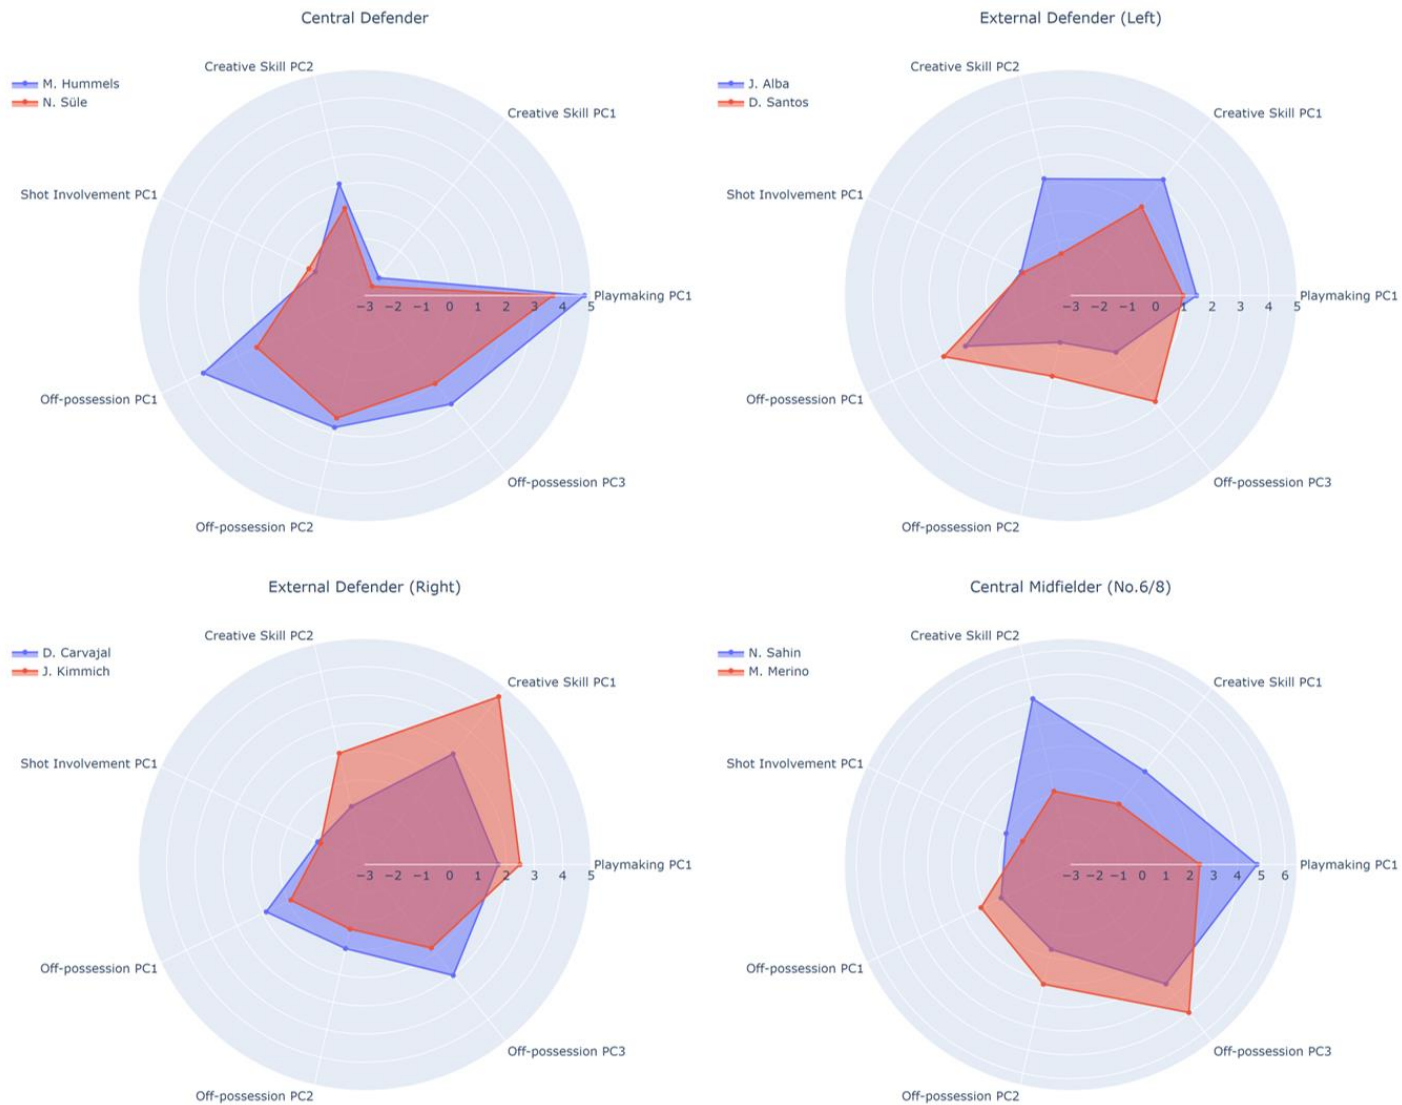 Central Defender
M. Hummels
N. Süle
Creative Skill PC2
Creative Skill PC1
Shot Involvement PC1
Playmaking PC1
−3 −2 −1 0 1 2 3 4 5
Off-possession PC1
Off-possession PC3
Off-possession PC2
External Defender (Left)
J. Alba
D. Santos
Creative Skill PC2
Creative Skill PC1
Shot Involvement PC1
Playmaking PC1
−3 −2 −1 0 1 2 3 4 5
Off-possession PC1
Off-possession PC3
Off-possession PC2
External Defender (Right)
D. Carvajal
J. Kimmich
Creative Skill PC2
Creative Skill PC1
Shot Involvement PC1
Playmaking PC1
−3 −2 −1 0 1 2 3 4 5
Off-possession PC1
Off-possession PC3
Off-possession PC2
Central Midfielder (No.6/8)
N. Sahin
M. Merino
Creative Skill PC2
Creative Skill PC1
Shot Involvement PC1
Playmaking PC1
−3 −2 −1 0 1 2 3 4 5 6
Off-possession PC1
Off-possession PC3
Off-possession PC2